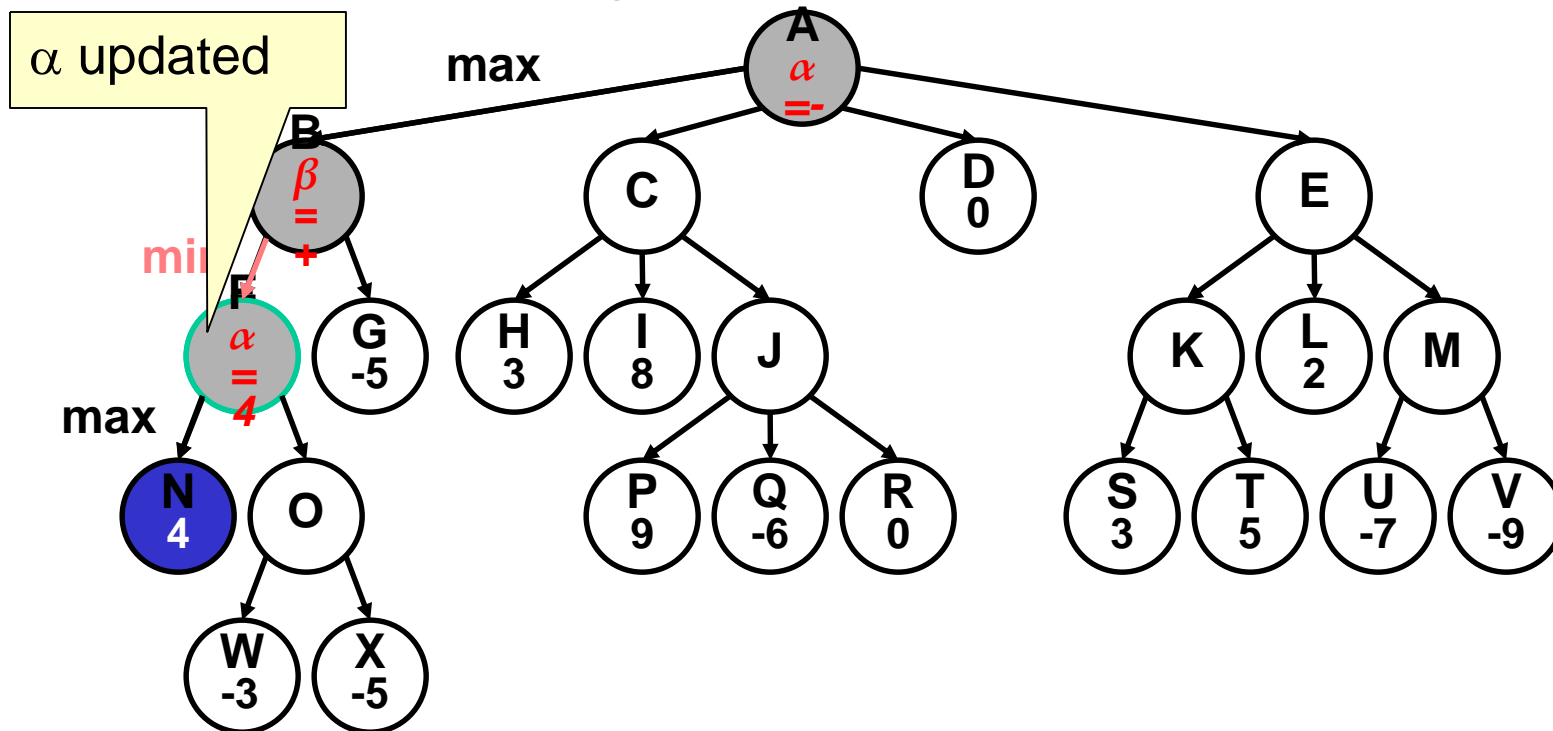 α updated
max
A
α
=-
B
β
=
+
C
D
0
E
F
α
=
4
G
-5
H
3
I
8
J
K
L
2
M
max
N
4
O
P
9
Q
-6
R
0
S
3
T
5
U
-7
V
-9
W
-3
X
-5